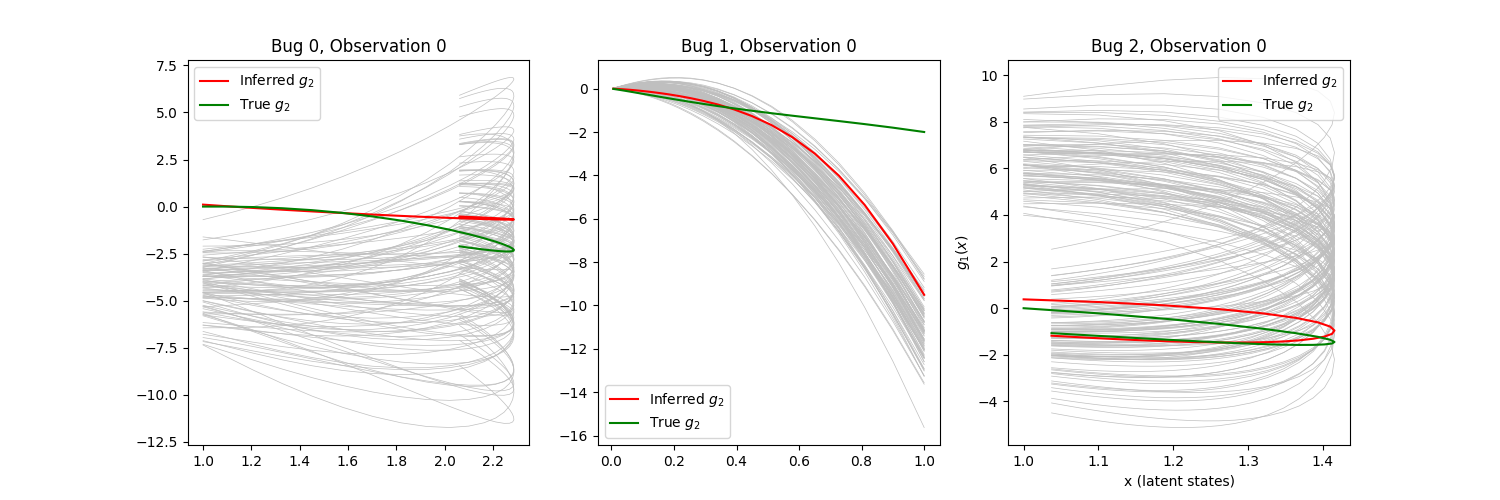 Bug 0, Observation 0
Inferred g₂
True g₂
7.5
5.0
2.5
0.0
−2.5
−5.0
−7.5
−10.0
−12.5
1.0 1.2 1.4 1.6 1.8 2.0 2.2
Bug 1, Observation 0
0
−2
−4
−6
−8
−10
−12
−14
−16
Inferred g₂
True g₂
0.0 0.2 0.4 0.6 0.8 1.0
Bug 2, Observation 0
Inferred g₂
True g₂
g₁(x)
10
8
6
4
2
0
−2
−4
1.0 1.1 1.2 1.3 1.4
x (latent states)